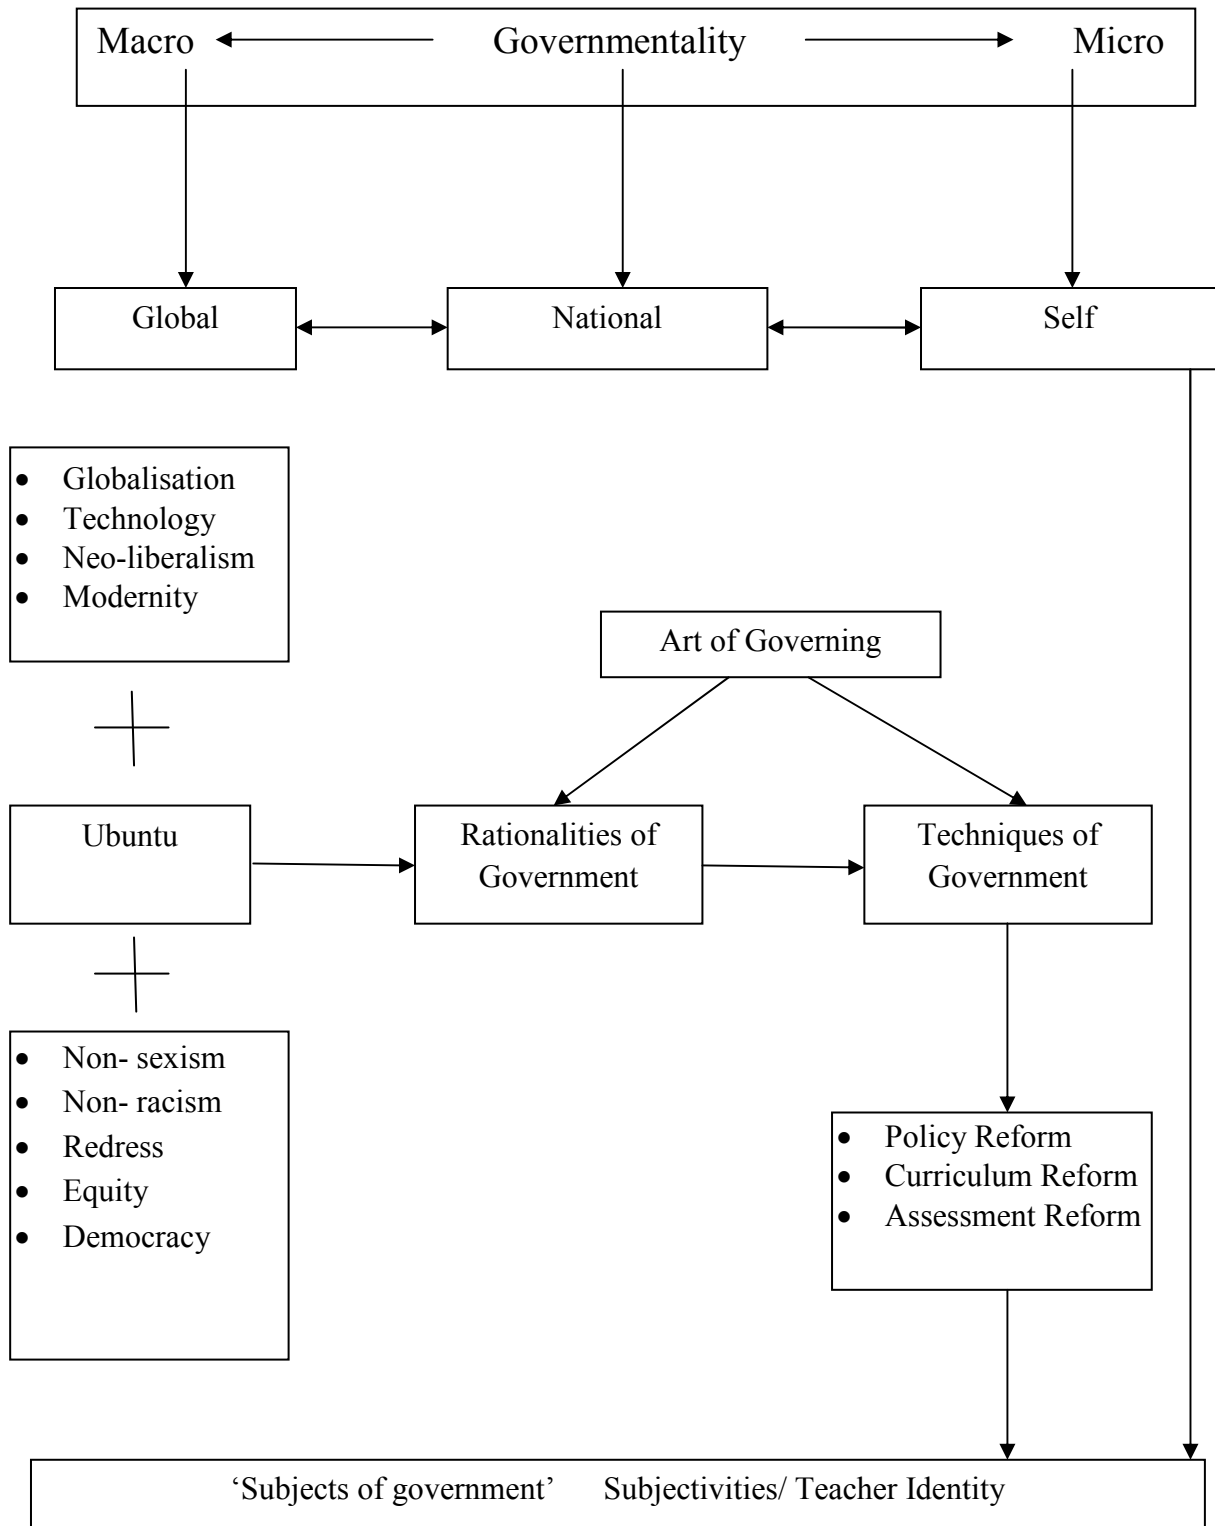 Macro Governmentality Micro
Global National Self
• Globalisation
• Technology
• Neo-liberalism
• Modernity
Art of Governing
Ubuntu
Rationalities of
Government
Techniques of
Government
• Non- sexism
• Non- racism
• Redress
• Equity
• Democracy
• Policy Reform
• Curriculum Reform
• Assessment Reform
‘Subjects of government’ Subjectivities/ Teacher Identity